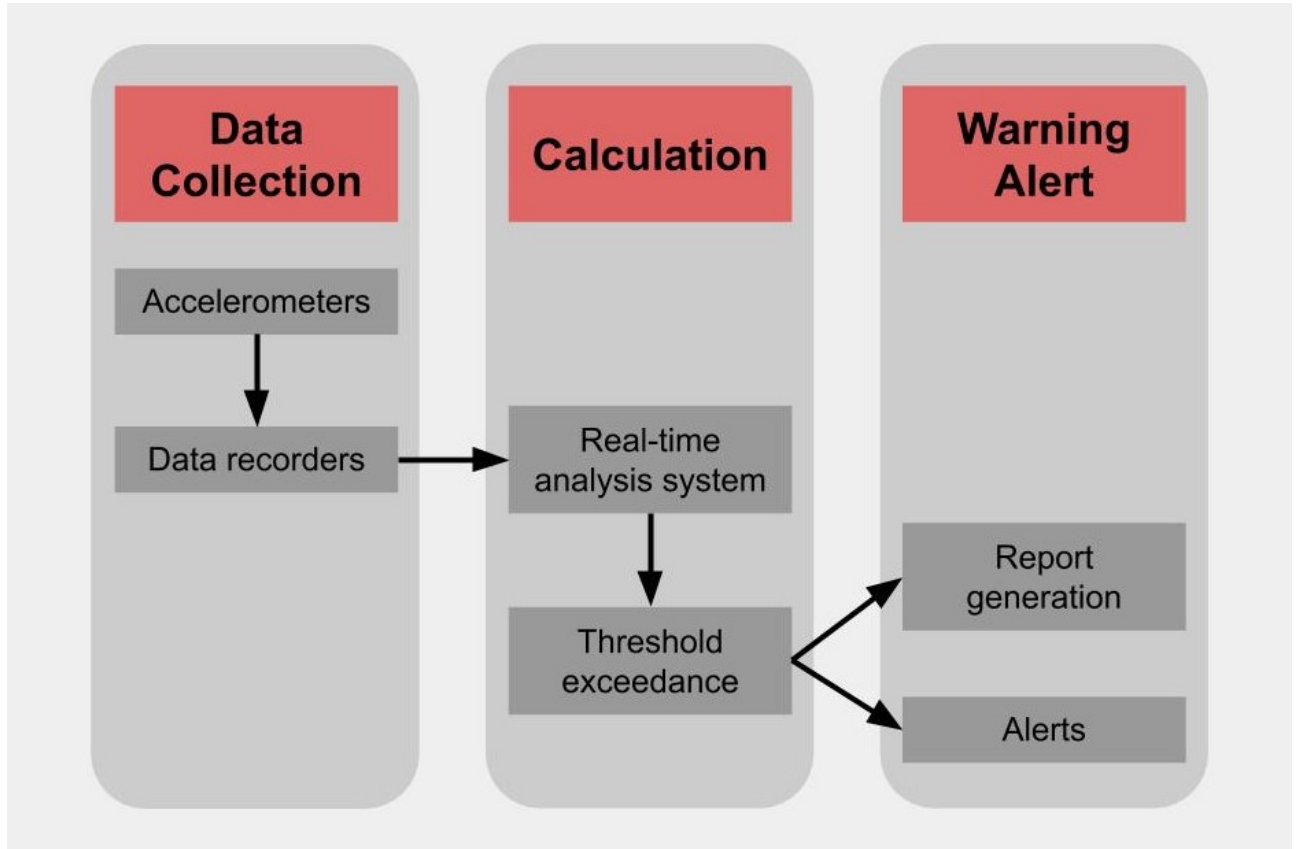 Data
Collection
Accelerometers
Data recorders
Calculation
Real-time
analysis system
Threshold
exceedance
Warning
Alert
Report
generation
Alerts